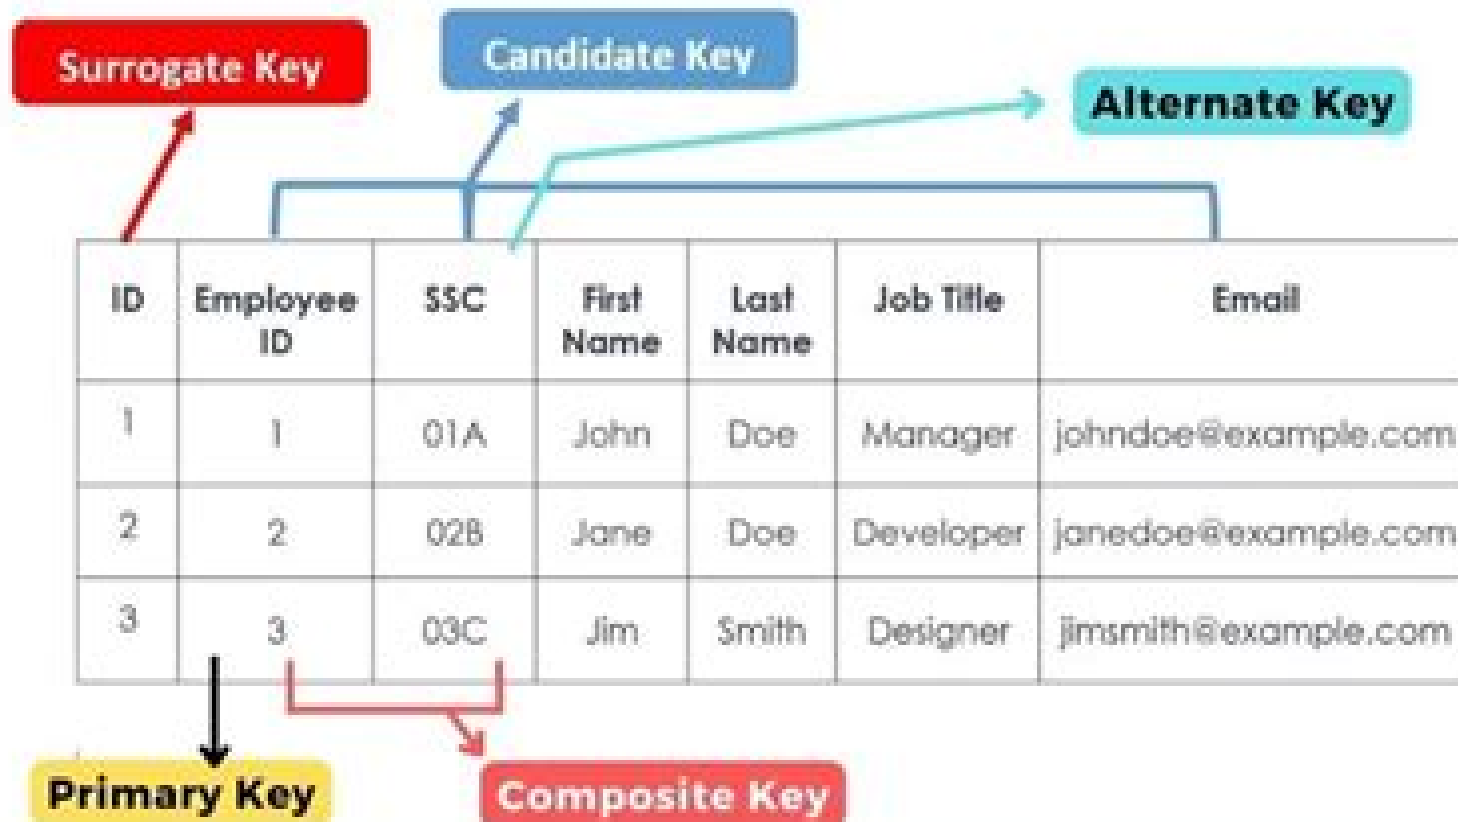 Surrogate Key
Candidate Key
Alternate Key
ID Employee ID SSC First Name Last Name Job Title Email
1 1 01A John Doe Manager johndoe@example.com
2 2 02B Jane Doe Developer janedoe@example.com
3 3 03C Jim Smith Designer jimsmith@example.com
Primary Key
Composite Key